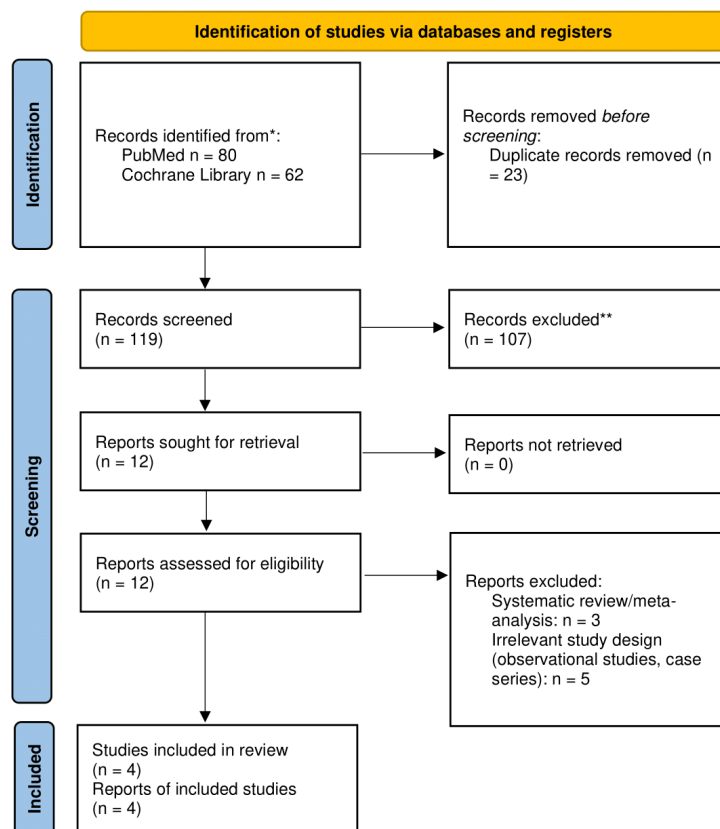 Identification of studies via databases and registers
Identification
Records identified from*:
PubMed n = 80
Cochrane Library n = 62
Records removed before
screening:
Duplicate records removed (n
= 23)
Screening
Records screened
(n = 119)
Records excluded**
(n = 107)
Reports sought for retrieval
(n = 12)
Reports not retrieved
(n = 0)
Reports assessed for eligibility
(n = 12)
Reports excluded:
Systematic review/meta-
analysis: n = 3
Irrelevant study design
(observational studies, case
series): n = 5
Included
Studies included in review
(n = 4)
Reports of included studies
(n = 4)